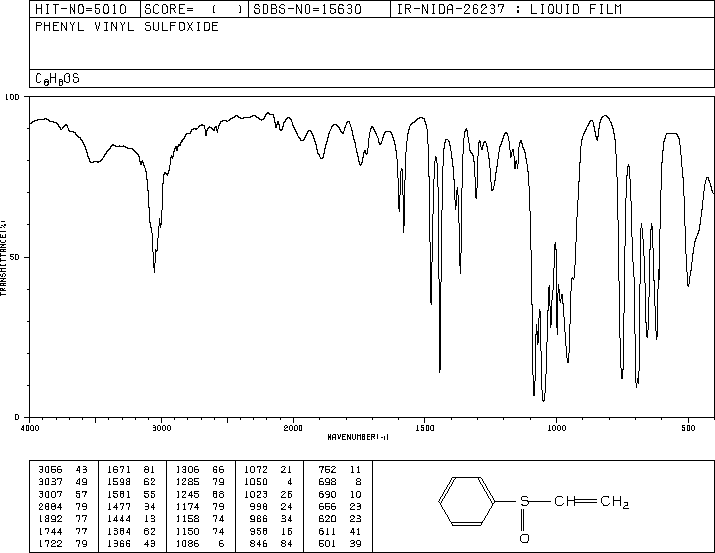 HIT-NO=5010 SCORE= ( ) SDBS-NO=15630 IR-NIDA-26237 : LIQUID FILM
PHENYL VINYL SULFOXIDE
C8H8OS
100
50
0
TRANSMITTANCE(%)
4000 3000 2000 1500 1000 500
WAVENUMBER(-1)
3056 43 1671 81 1306 66 1072 21 752 11
3037 49 1598 62 1285 79 1050 4 698 8
3007 57 1581 55 1245 68 1023 26 690 10
2884 79 1477 34 1174 79 998 24 656 23
1892 77 1444 13 1158 74 986 34 620 23
1744 77 1384 62 1150 74 958 16 611 41
1722 79 1366 43 1086 6 846 84 501 39
S CH CH2
O